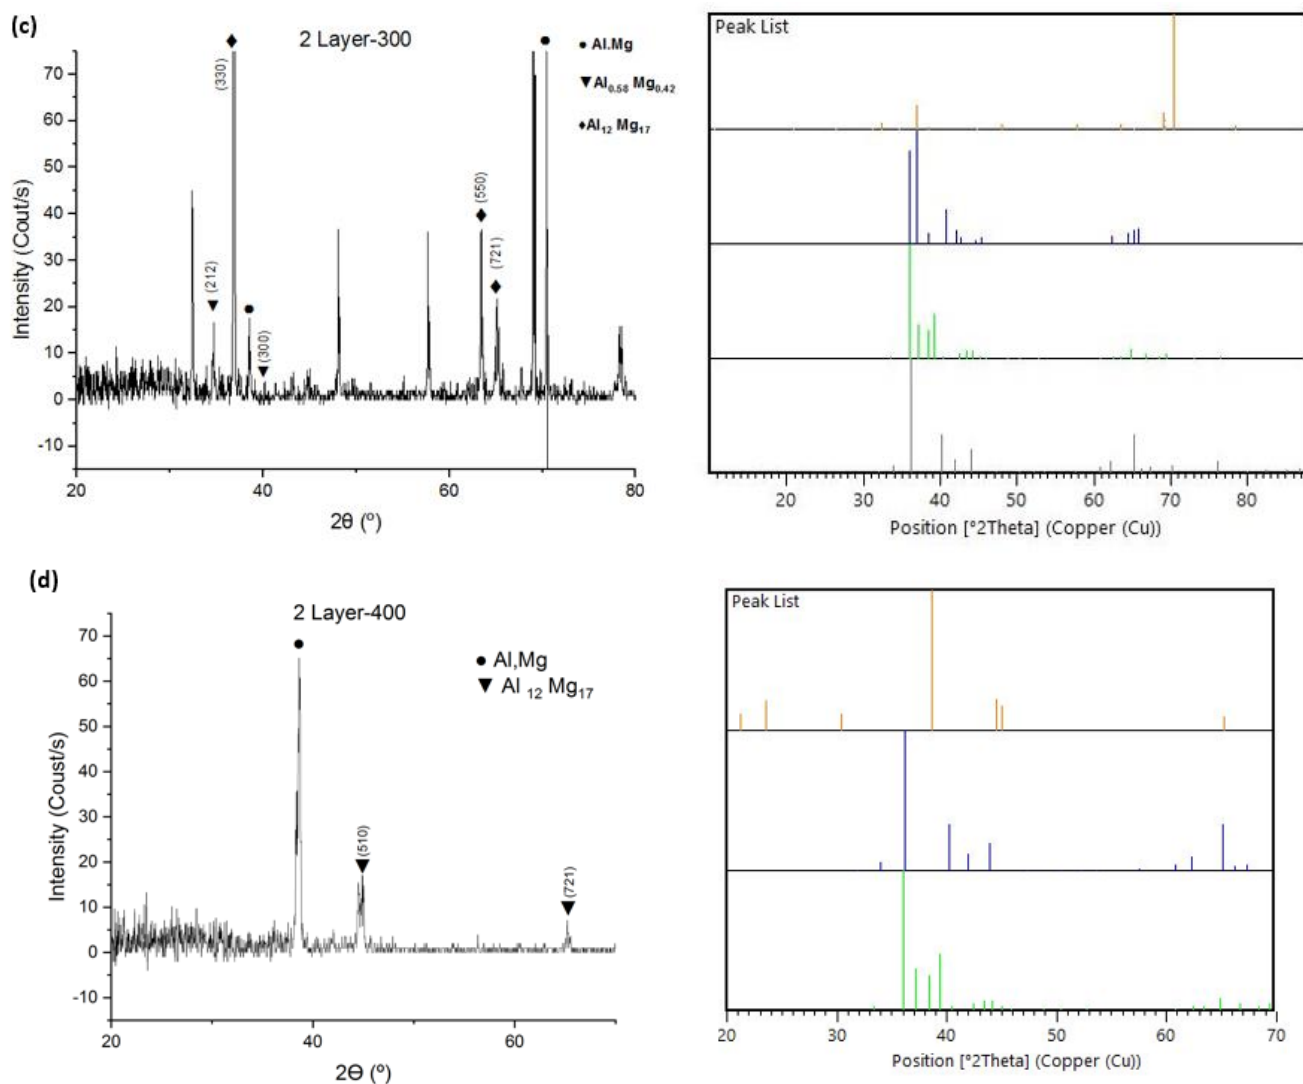 (c)
2 Layer-300
● Al.Mg
▼Al0.58 Mg0.42
♦Al12 Mg17
(330)
(212)
(300)
(550)
(721)
70
60
50
40
30
20
10
0
-10
Intensity (Cout/s)
20 40 60 80
2θ (°)
Peak List
20 30 40 50 60 70 80
Position [°2Theta] (Copper (Cu))
(d)
2 Layer-400
● Al,Mg
▼ Al 12 Mg17
(510)
(721)
70
60
50
40
30
20
10
0
-10
Intensity (Coust/s)
20 40 60
2Θ (°)
Peak List
20 30 40 50 60 70
Position [°2Theta] (Copper (Cu))